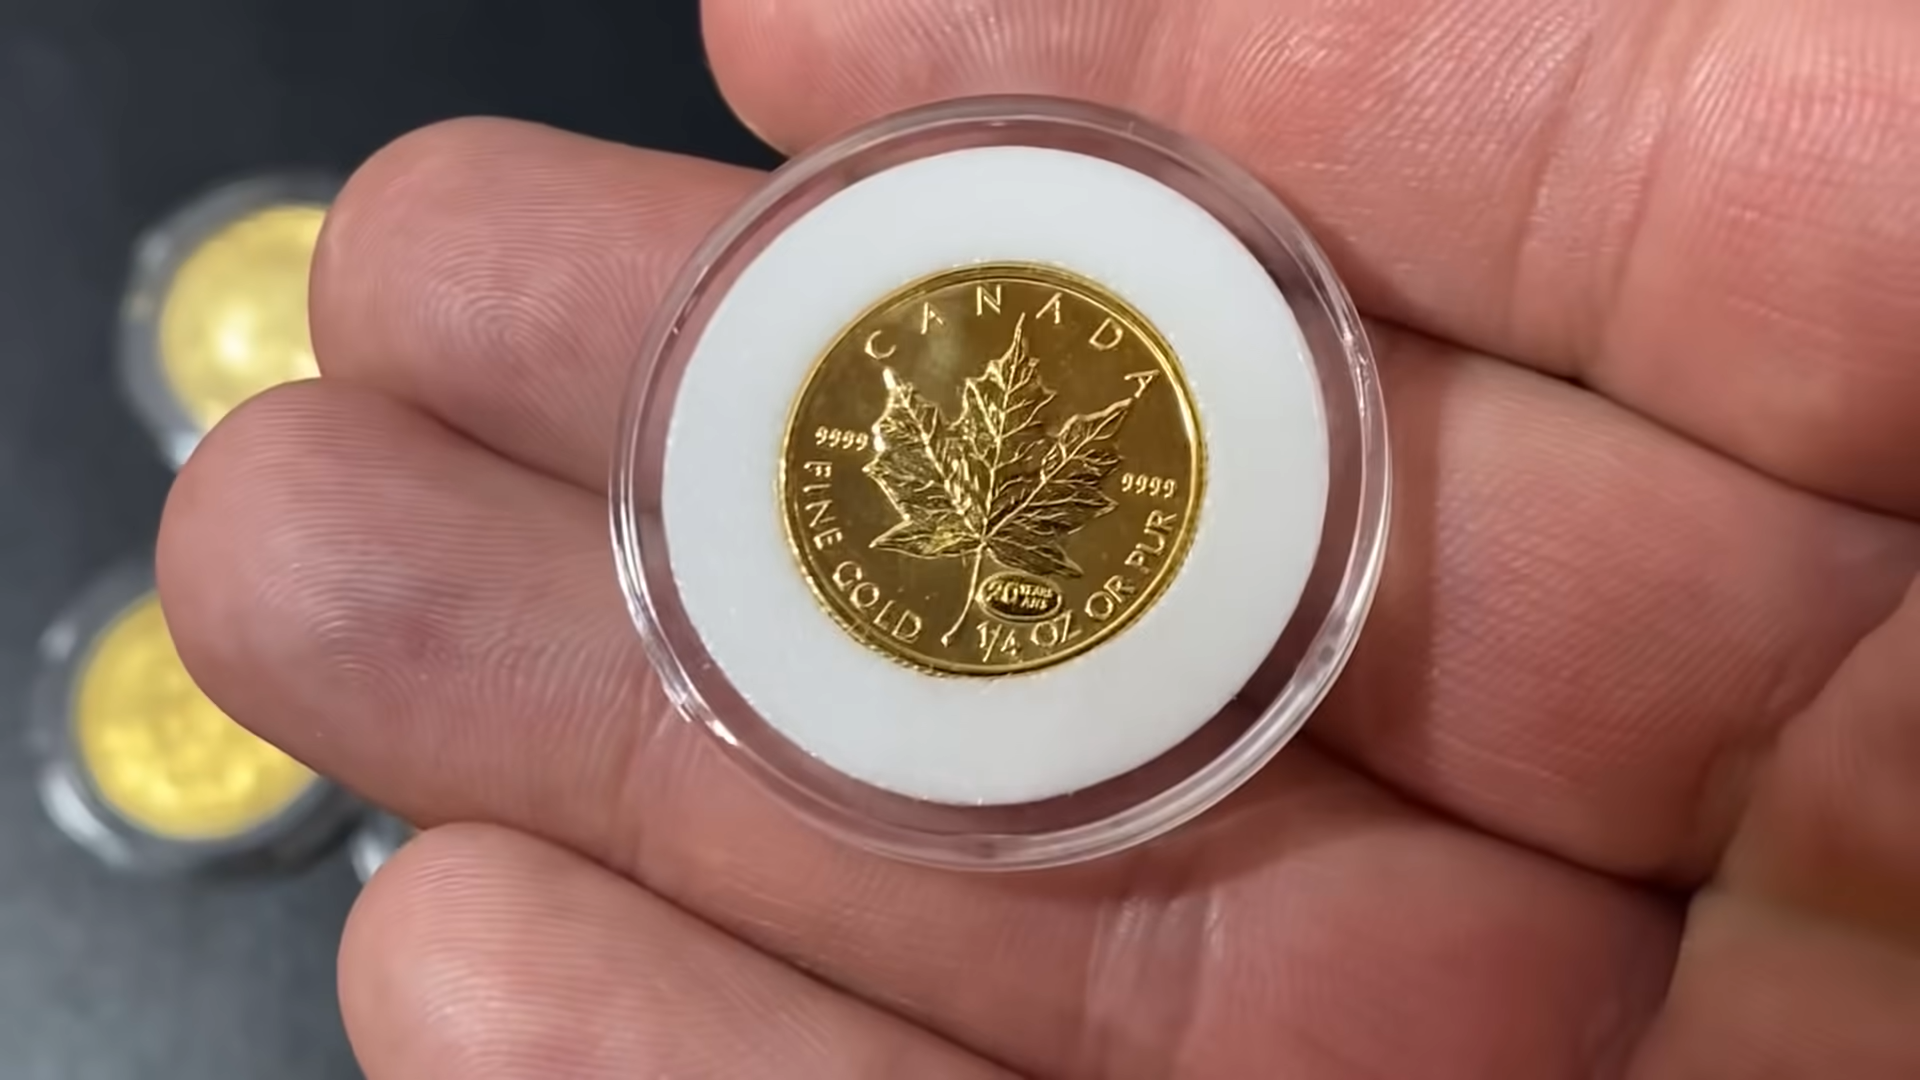 CANADA
9999
9999
FINE GOLD 1/4 OZ OR PUR
20 YEARS
ANS